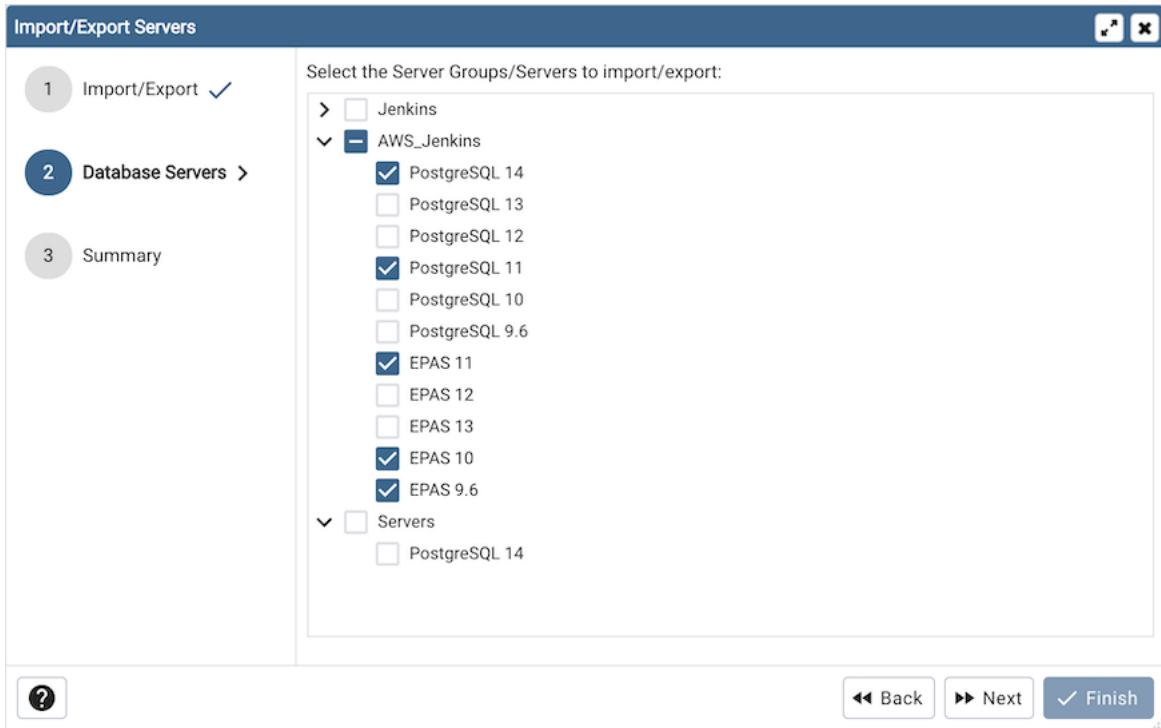 Import/Export Servers
1 Import/Export
2 Database Servers
3 Summary
Select the Server Groups/Servers to import/export:
Jenkins
AWS_Jenkins
PostgreSQL 14
PostgreSQL 13
PostgreSQL 12
PostgreSQL 11
PostgreSQL 10
PostgreSQL 9.6
EPAS 11
EPAS 12
EPAS 13
EPAS 10
EPAS 9.6
Servers
PostgreSQL 14
? Back Next Finish